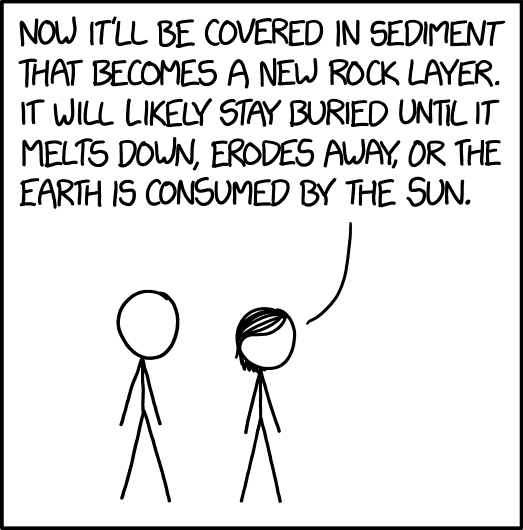 NOW IT'LL BE COVERED IN SEDIMENT
THAT BECOMES A NEW ROCK LAYER.
IT WILL LIKELY STAY BURIED UNTIL IT
MELTS DOWN, ERODES AWAY, OR THE
EARTH IS CONSUMED BY THE SUN.